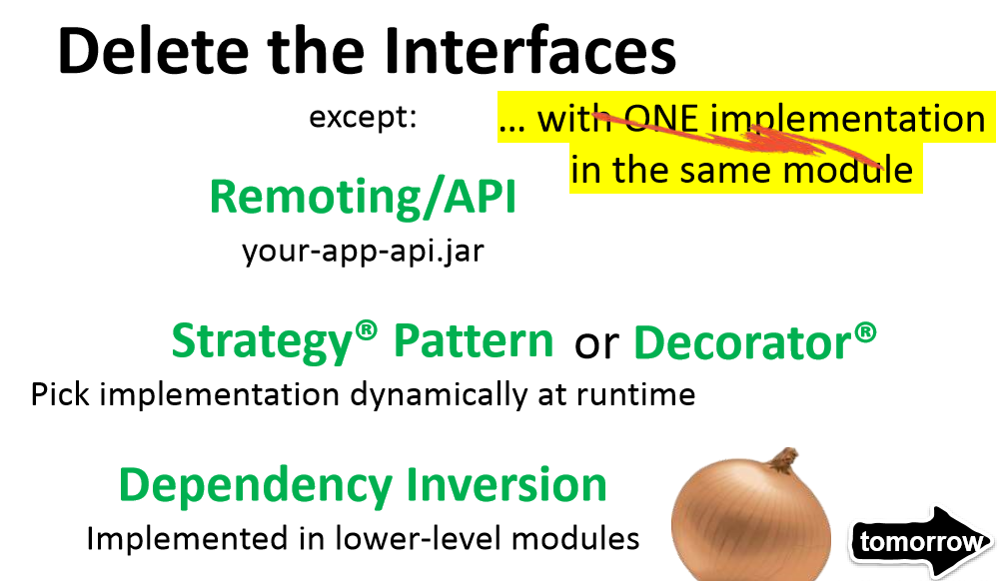 Delete the Interfaces
except:
... with ONE implementation
in the same module
Remoting/API
your-app-api.jar
Strategy® Pattern or Decorator®
Pick implementation dynamically at runtime
Dependency Inversion
Implemented in lower-level modules
tomorrow